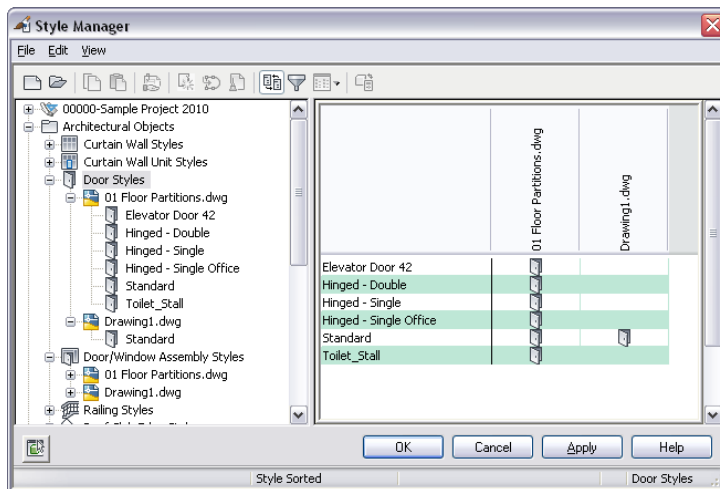 Style Manager
File Edit View
00000-Sample Project 2010
Architectural Objects
Curtain Wall Styles
Curtain Wall Unit Styles
Door Styles
01 Floor Partitions.dwg
Elevator Door 42
Hinged - Double
Hinged - Single
Hinged - Single Office
Standard
Toilet_Stall
Drawing1.dwg
Standard
Door/Window Assembly Styles
01 Floor Partitions.dwg
Drawing1.dwg
Railing Styles
01 Floor Partitions.dwg
Drawing1.dwg
Elevator Door 42
Hinged - Double
Hinged - Single
Hinged - Single Office
Standard
Toilet_Stall
OK Cancel Apply Help
Style Sorted Door Styles